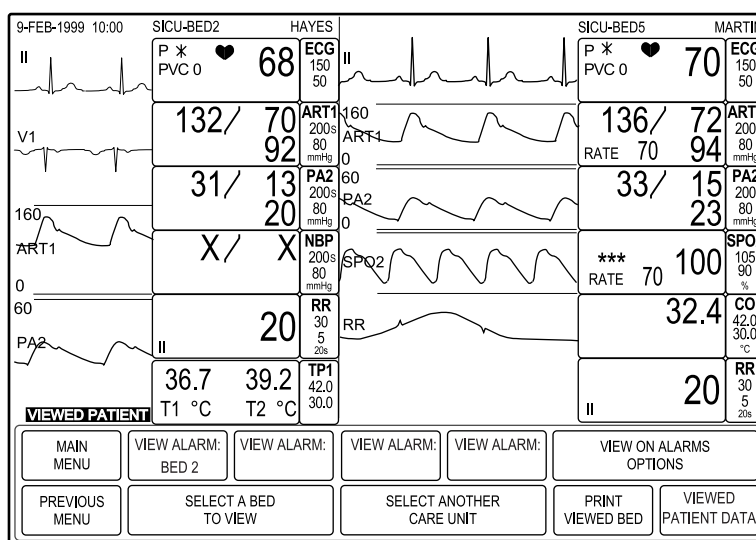 9-FEB-1999 10:00
SICU-BED2
HAYES
II
P * ♥
PVC 0
68
ECG
150
50
V1
132/ 70
92
ART1
200s
80
mmHg
31/ 13
20
PA2
200s
80
mmHg
160
ART1
0
X/ X
NBP
200s
80
mmHg
60
PA2
II
20
RR
30
5
20s
36.7 39.2
T1 °C T2 °C
TP1
42.0
30.0
VIEWED PATIENT
SICU-BED5
MARTIN
II
P * ♥
PVC 0
70
ECG
150
50
160
ART1
0
136/ 72
RATE 70 94
ART
200
80
mmHg
60
PA2
0
33/ 15
23
PA2
200
80
mmHg
SPO2
***
RATE 70
100
SPO
105
90
%
RR
32.4
CO
42.0
30.0
°C
II
20
RR
30
5
20s
MAIN
MENU
VIEW ALARM:
BED 2
VIEW ALARM:
VIEW ALARM:
VIEW ALARM:
VIEW ON ALARMS
OPTIONS
PREVIOUS
MENU
SELECT A BED
TO VIEW
SELECT ANOTHER
CARE UNIT
PRINT
VIEWED BED
VIEWED
PATIENT DATA